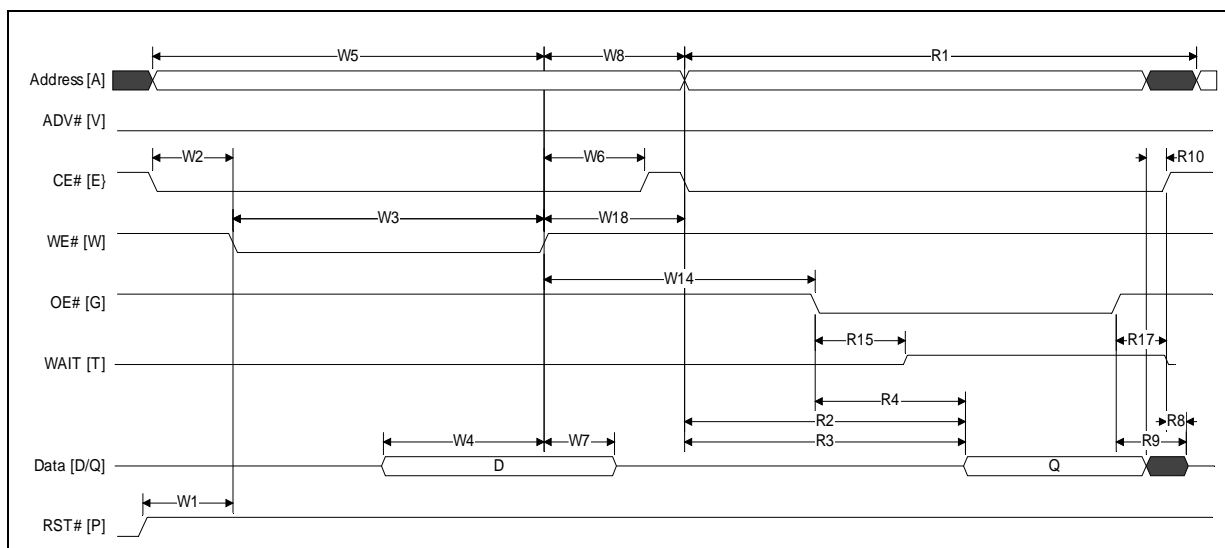 W5 W8 R1
Address [A]
ADV# [V]
W2 W6 R10
CE# [E}
W3 W18
WE# [W]
W14
OE# [G]
R15 R17
WAIT [T]
R4
R2 R8
W4 W7 R3 R9
Data [D/Q] D Q
W1
RST# [P]